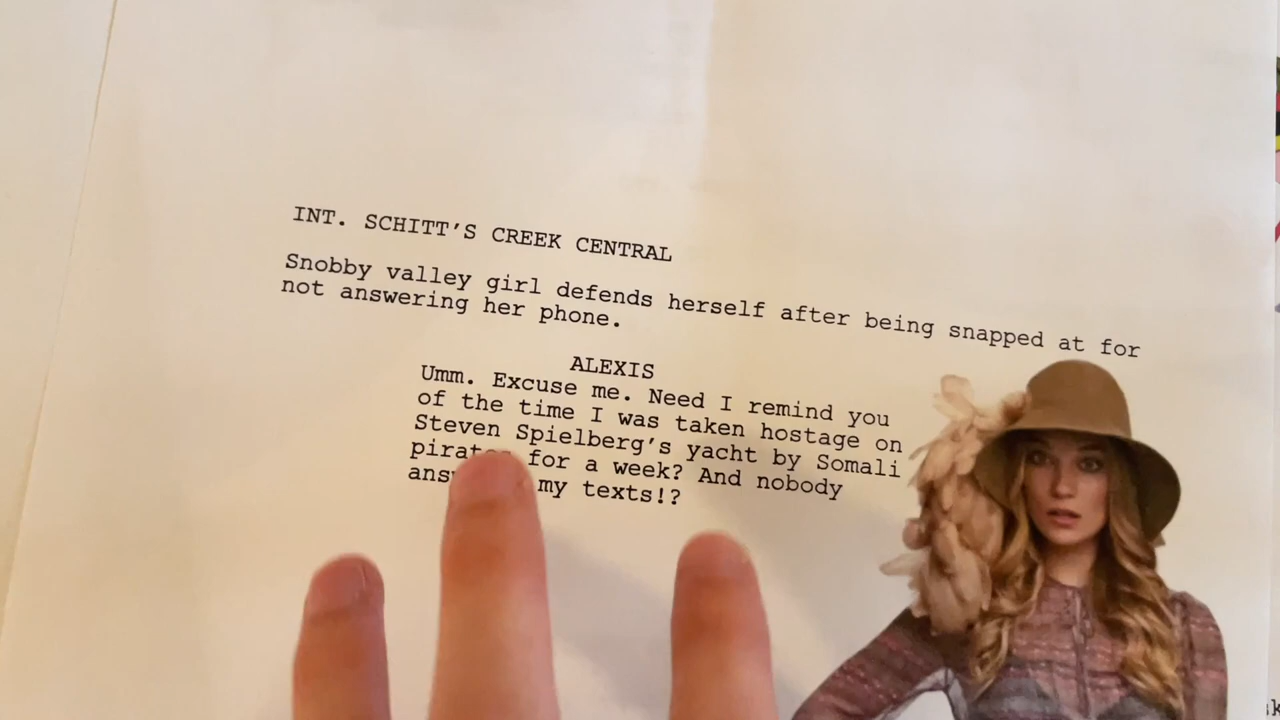 INT. SCHITT'S CREEK CENTRAL
Snobby valley girl defends herself after being snapped at for
not answering her phone.
ALEXIS
Umm. Excuse me. Need I remind you
of the time I was taken hostage on
Steven Spielberg's yacht by Somali
for a week? And nobody
my texts!?